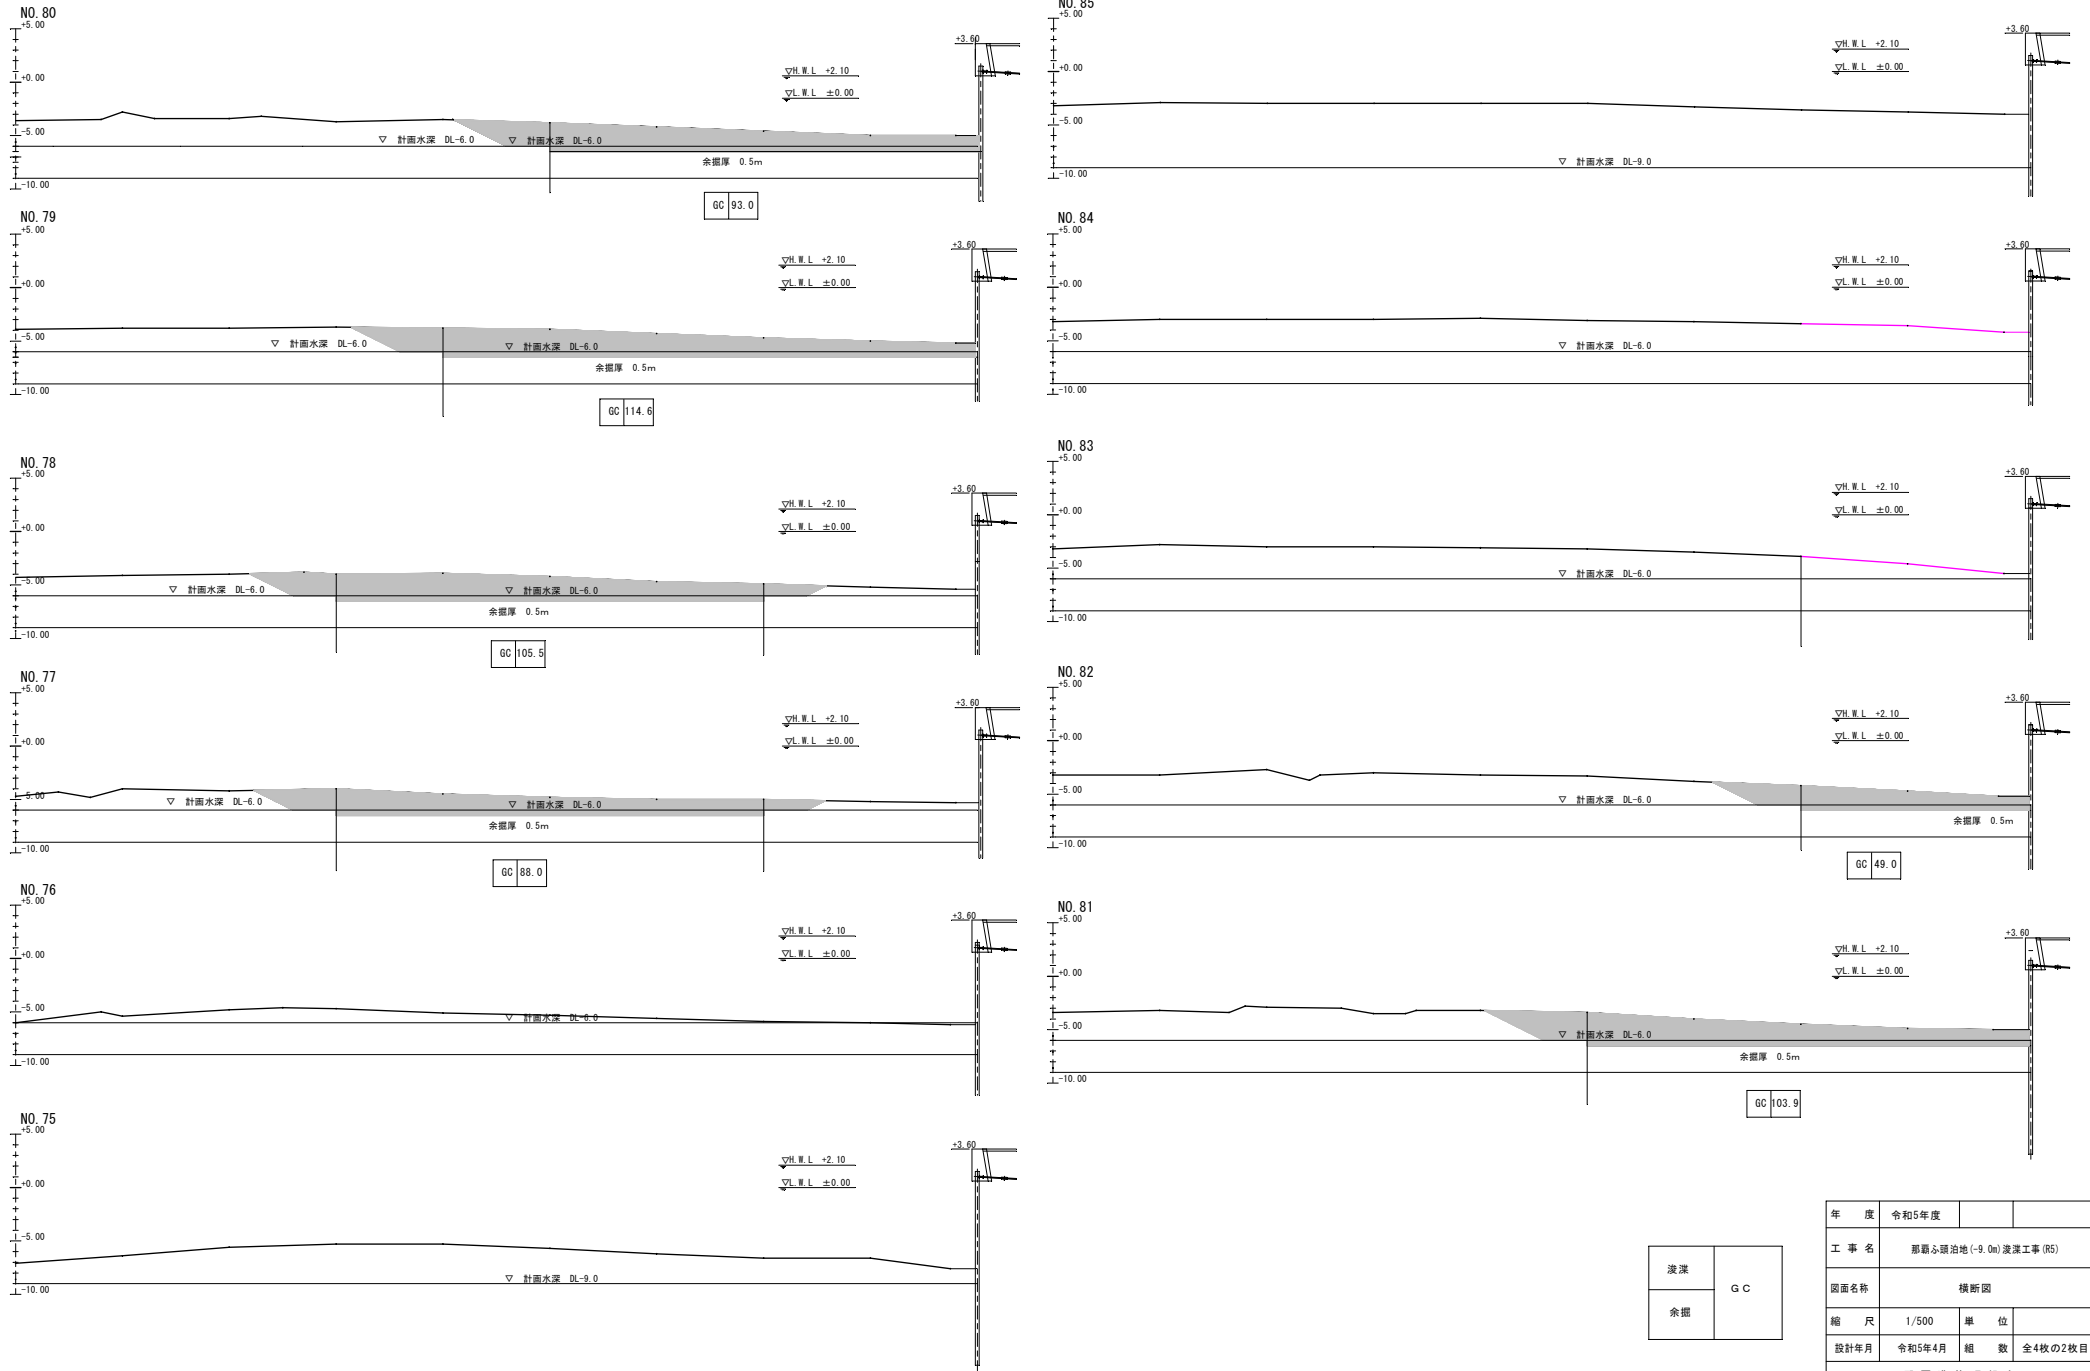 NO.80
+5.00
+3.60
▽H.W.L +2.10
+0.00
▽L.W.L ±0.00
-5.00
▽ 計画水深 DL-6.0
▽ 計画水深 DL-6.0
余掘厚 0.5m
-10.00
GC 93.0
NO.79
+5.00
+3.60
▽H.W.L +2.10
+0.00
▽L.W.L ±0.00
-5.00
▽ 計画水深 DL-6.0
▽ 計画水深 DL-6.0
余掘厚 0.5m
-10.00
GC 114.6
NO.78
+5.00
+3.60
▽H.W.L +2.10
+0.00
▽L.W.L ±0.00
-5.00
▽ 計画水深 DL-6.0
▽ 計画水深 DL-6.0
余掘厚 0.5m
-10.00
GC 105.5
NO.77
+5.00
+3.60
▽H.W.L +2.10
+0.00
▽L.W.L ±0.00
-5.00
▽ 計画水深 DL-6.0
▽ 計画水深 DL-6.0
余掘厚 0.5m
-10.00
GC 88.0
NO.76
+5.00
+3.60
▽H.W.L +2.10
+0.00
▽L.W.L ±0.00
-5.00
▽ 計画水深 DL-6.0
-10.00
NO.75
+5.00
+3.60
▽H.W.L +2.10
+0.00
▽L.W.L ±0.00
-5.00
▽ 計画水深 DL-9.0
-10.00
NO.85
+5.00
+3.60
▽H.W.L +2.10
+0.00
▽L.W.L ±0.00
-5.00
▽ 計画水深 DL-9.0
-10.00
NO.84
+5.00
+3.60
▽H.W.L +2.10
+0.00
▽L.W.L ±0.00
-5.00
▽ 計画水深 DL-6.0
-10.00
NO.83
+5.00
+3.60
▽H.W.L +2.10
+0.00
▽L.W.L ±0.00
-5.00
▽ 計画水深 DL-6.0
-10.00
NO.82
+5.00
+3.60
▽H.W.L +2.10
+0.00
▽L.W.L ±0.00
-5.00
▽ 計画水深 DL-6.0
余掘厚 0.5m
-10.00
GC 49.0
NO.81
+5.00
+3.60
▽H.W.L +2.10
+0.00
▽L.W.L ±0.00
-5.00
▽ 計画水深 DL-6.0
余掘厚 0.5m
-10.00
GC 103.9
浚渫
余掘
GC
年度 令和5年度
工事名 那覇ふ頭泊地(-9.0m)浚渫工事(R5)
図面名称 横断図
縮尺 1/500 単位
設計年月 令和5年4月 組数 全4枚の2枚目